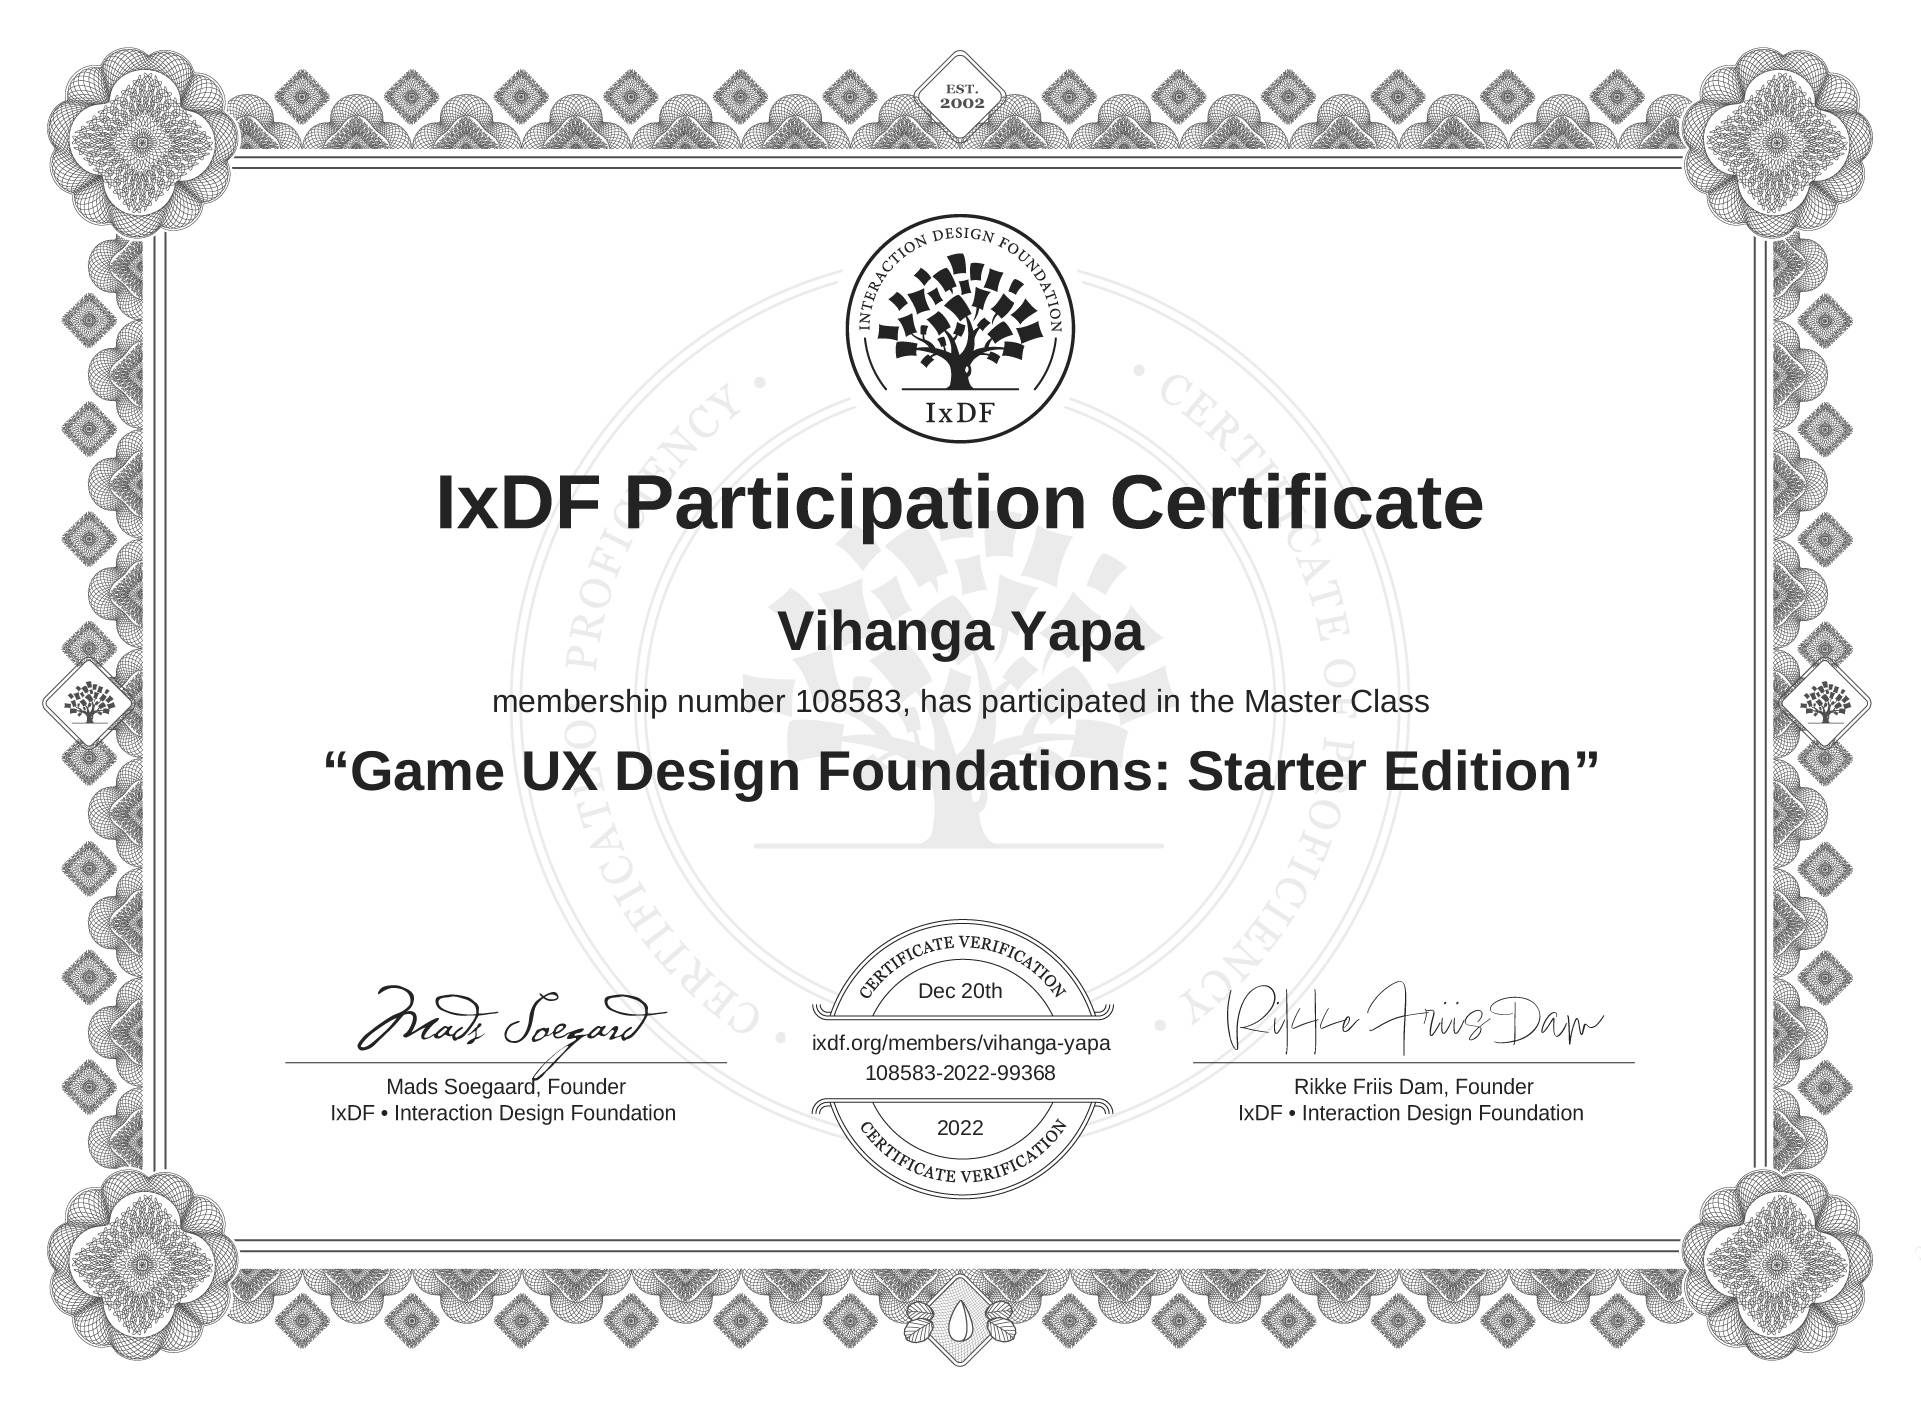 EST.
2002
INTERACTION DESIGN FOUNDATION
IxDF
• CERTIFICATE OF PROFICIENCY •
• CERTIFICATE OF PROFICIENCY •
IxDF Participation Certificate
Vihanga Yapa
membership number 108583, has participated in the Master Class
“Game UX Design Foundations: Starter Edition”
Mads Soegaard
Mads Soegaard, Founder
IxDF • Interaction Design Foundation
CERTIFICATE VERIFICATION
Dec 20th
ixdf.org/members/vihanga-yapa
108583-2022-99368
2022
CERTIFICATE VERIFICATION
Rikke Friis Dam
Rikke Friis Dam, Founder
IxDF • Interaction Design Foundation